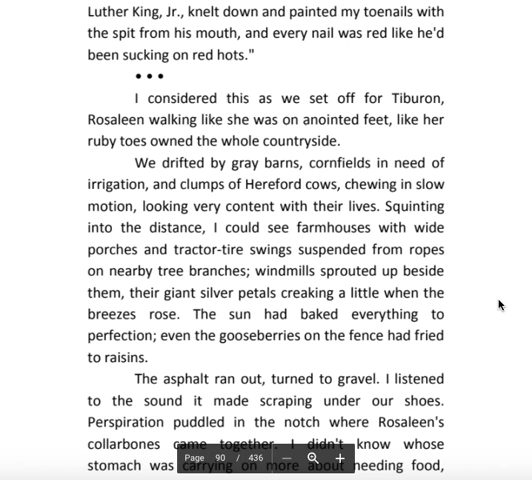 Luther King, Jr., knelt down and painted my toenails with
the spit from his mouth, and every nail was red like he'd
been sucking on red hots."
• • •
I considered this as we set off for Tiburon,
Rosaleen walking like she was on anointed feet, like her
ruby toes owned the whole countryside.
We drifted by gray barns, cornfields in need of
irrigation, and clumps of Hereford cows, chewing in slow
motion, looking very content with their lives. Squinting
into the distance, I could see farmhouses with wide
porches and tractor-tire swings suspended from ropes
on nearby tree branches; windmills sprouted up beside
them, their giant silver petals creaking a little when the
breezes rose. The sun had baked everything to
perfection; even the gooseberries on the fence had fried
to raisins.
The asphalt ran out, turned to gravel. I listened
to the sound it made scraping under our shoes.
Perspiration puddled in the notch where Rosaleen's
collarbones came together. I didn't know whose
stomach was carrying on more about needing food,
Page 90 / 436 — +